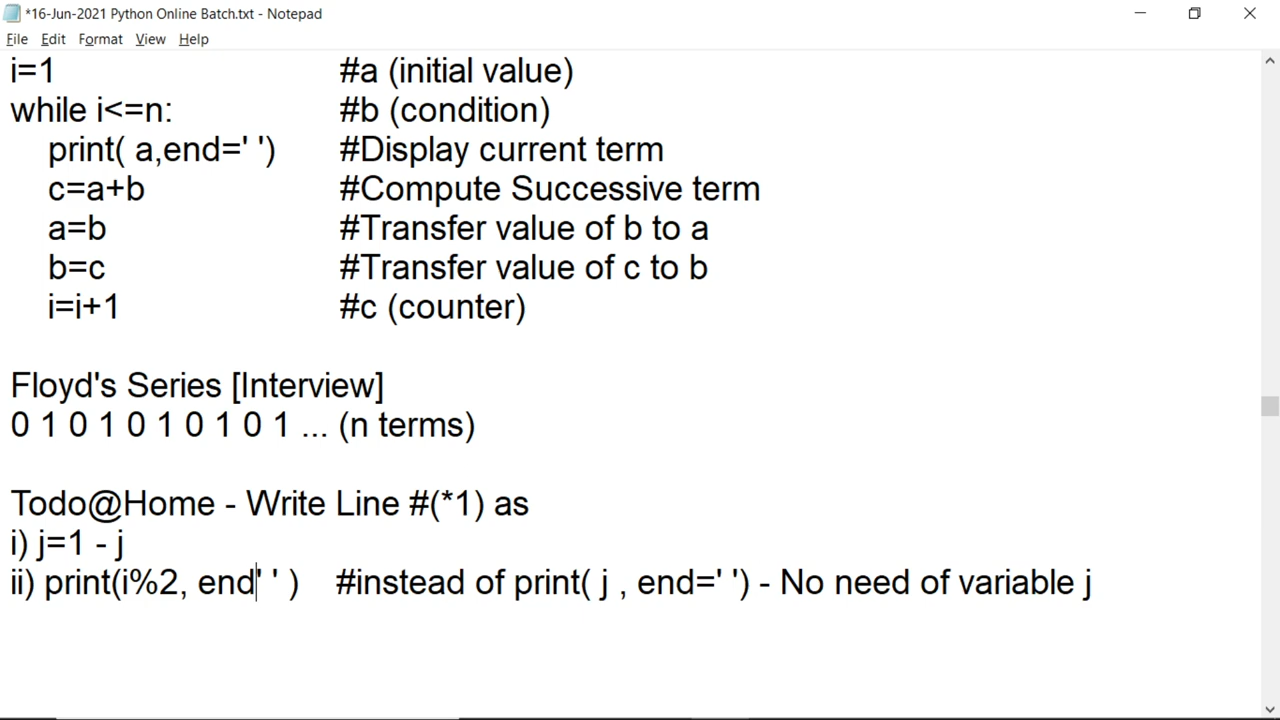 *16-Jun-2021 Python Online Batch.txt - Notepad
File Edit Format View Help
i=1 #a (initial value)
while i<=n: #b (condition)
print( a,end=' ') #Display current term
c=a+b #Compute Successive term
a=b #Transfer value of b to a
b=c #Transfer value of c to b
i=i+1 #c (counter)
Floyd's Series [Interview]
0 1 0 1 0 1 0 1 0 1 ... (n terms)
Todo@Home - Write Line #(*1) as
i) j=1 - j
ii) print(i%2, end' ' ) #instead of print( j , end=' ') - No need of variable j